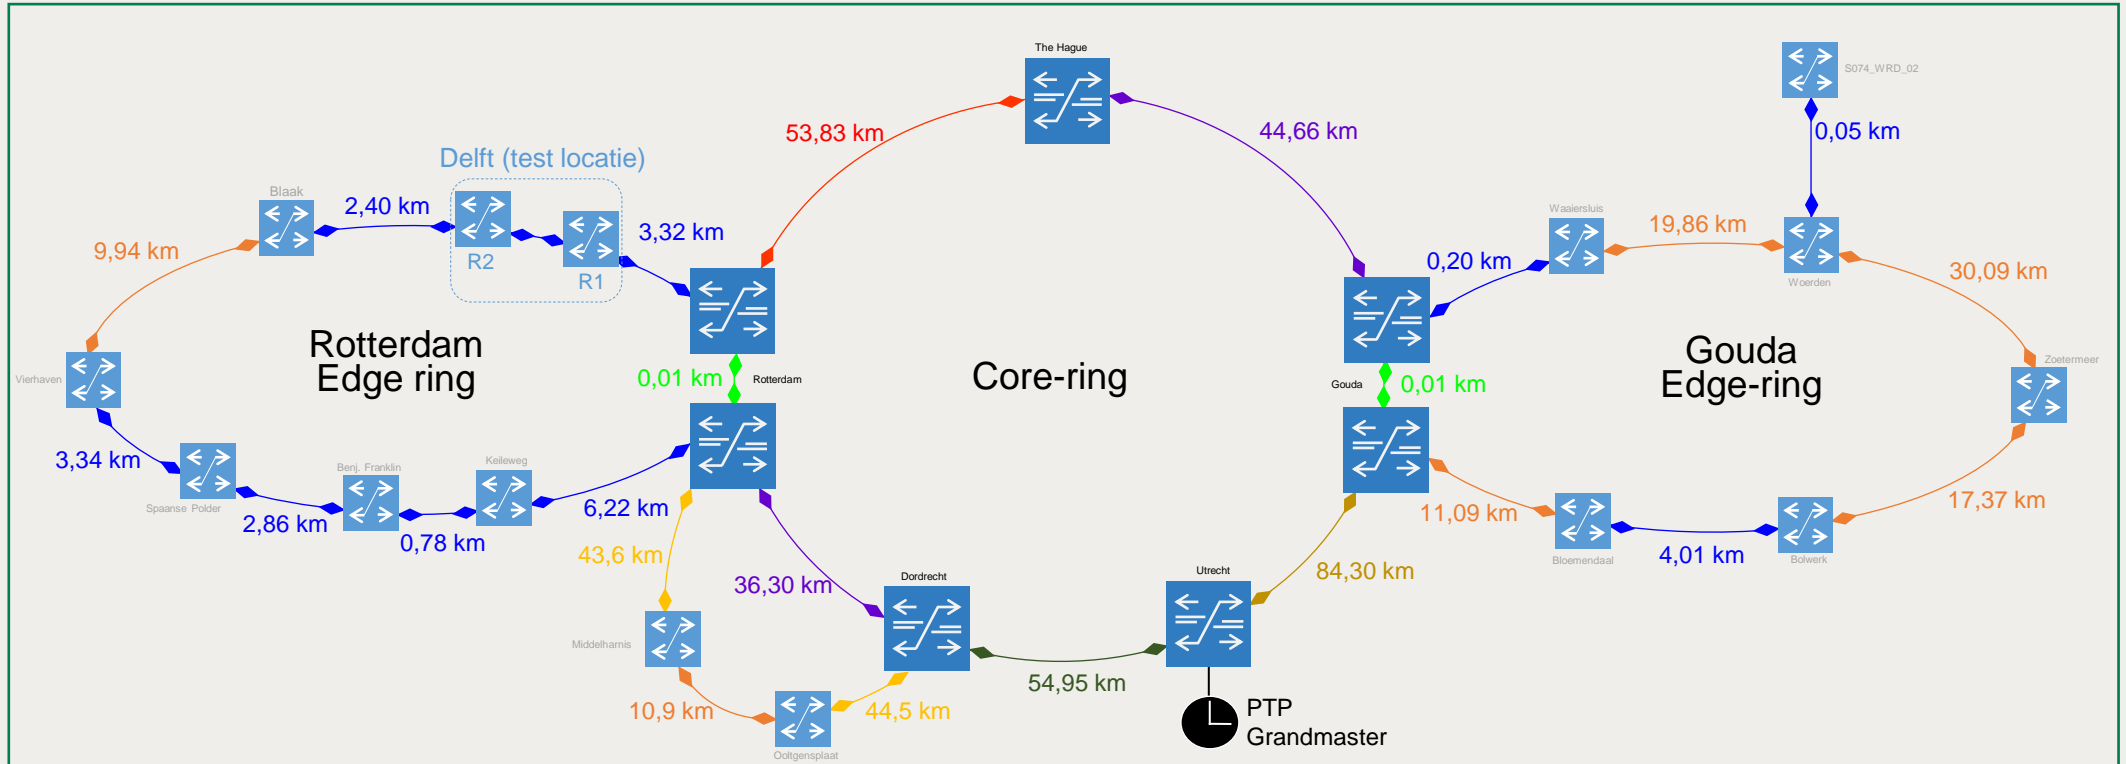 The Hague
S074_WRD_02
53,83 km
44,66 km
0,05 km
Delft (test locatie)
Blaak
2,40 km
R2
R1
3,32 km
9,94 km
Waaiersluis
19,86 km
0,20 km
Woerden
30,09 km
Rotterdam
Edge ring
Core-ring
Gouda
Edge-ring
Vierhaven
0,01 km
Rotterdam
Gouda
0,01 km
Zoetermeer
3,34 km
Spaanse Polder
2,86 km
Benj. Franklin
0,78 km
Keileweg
6,22 km
11,09 km
Bloemendaal
4,01 km
Bolwerk
17,37 km
43,6 km
36,30 km
Dordrecht
Utrecht
84,30 km
Middelharnis
10,9 km
44,5 km
Ooltgensplaat
54,95 km
PTP
Grandmaster